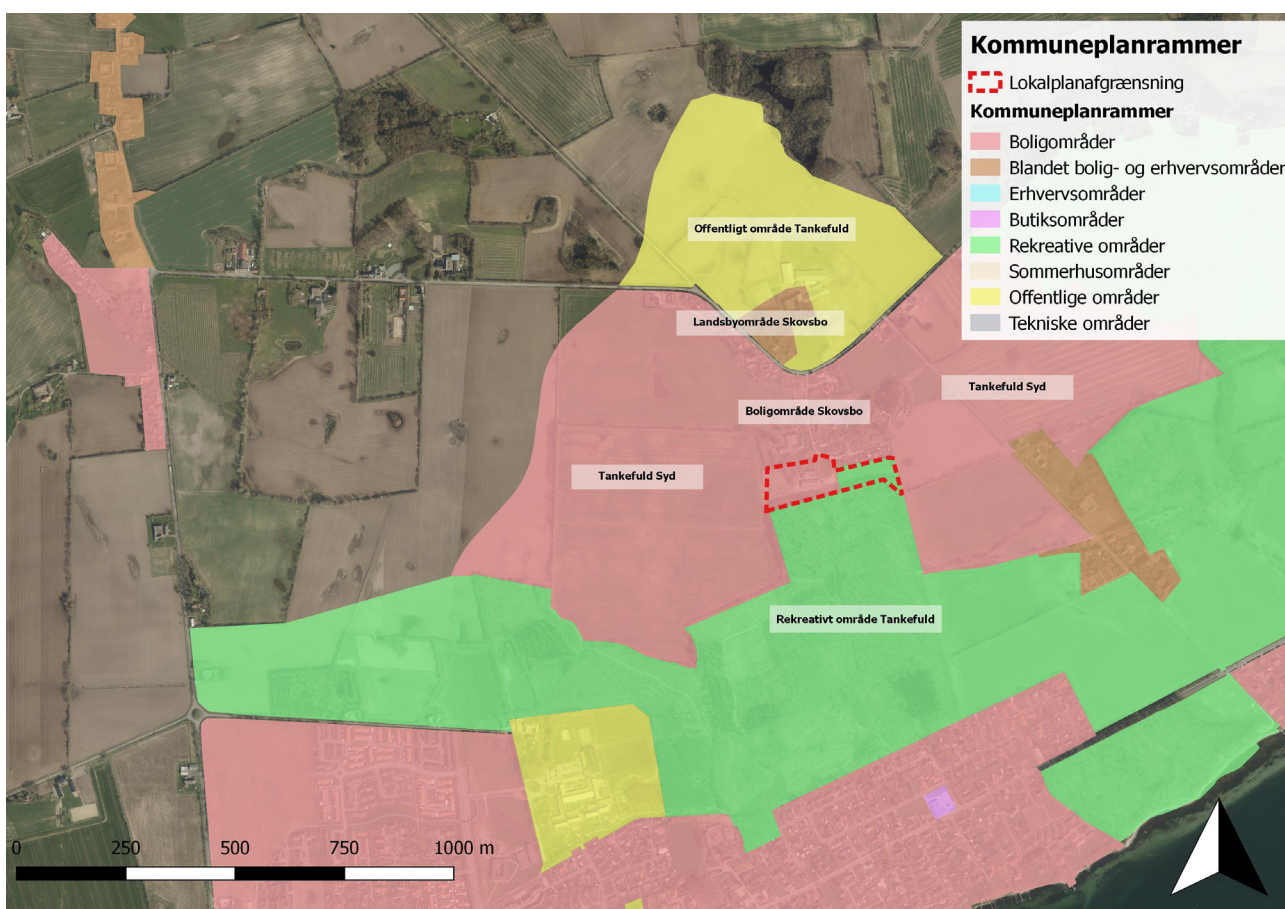 Kommuneplanrammer
Lokalplanafgrænsning
Kommuneplanrammer
Boligområder
Blandet bolig- og erhvervsområder
Erhvervsområder
Butiksområder
Rekreative områder
Sommerhusområder
Offentlige områder
Tekniske områder
Offentligt område Tankefuld
Landsbyområde Skovsbo
Tankefuld Syd
Boligområde Skovsbo
Tankefuld Syd
Rekreativt område Tankefuld
0 250 500 750 1000 m